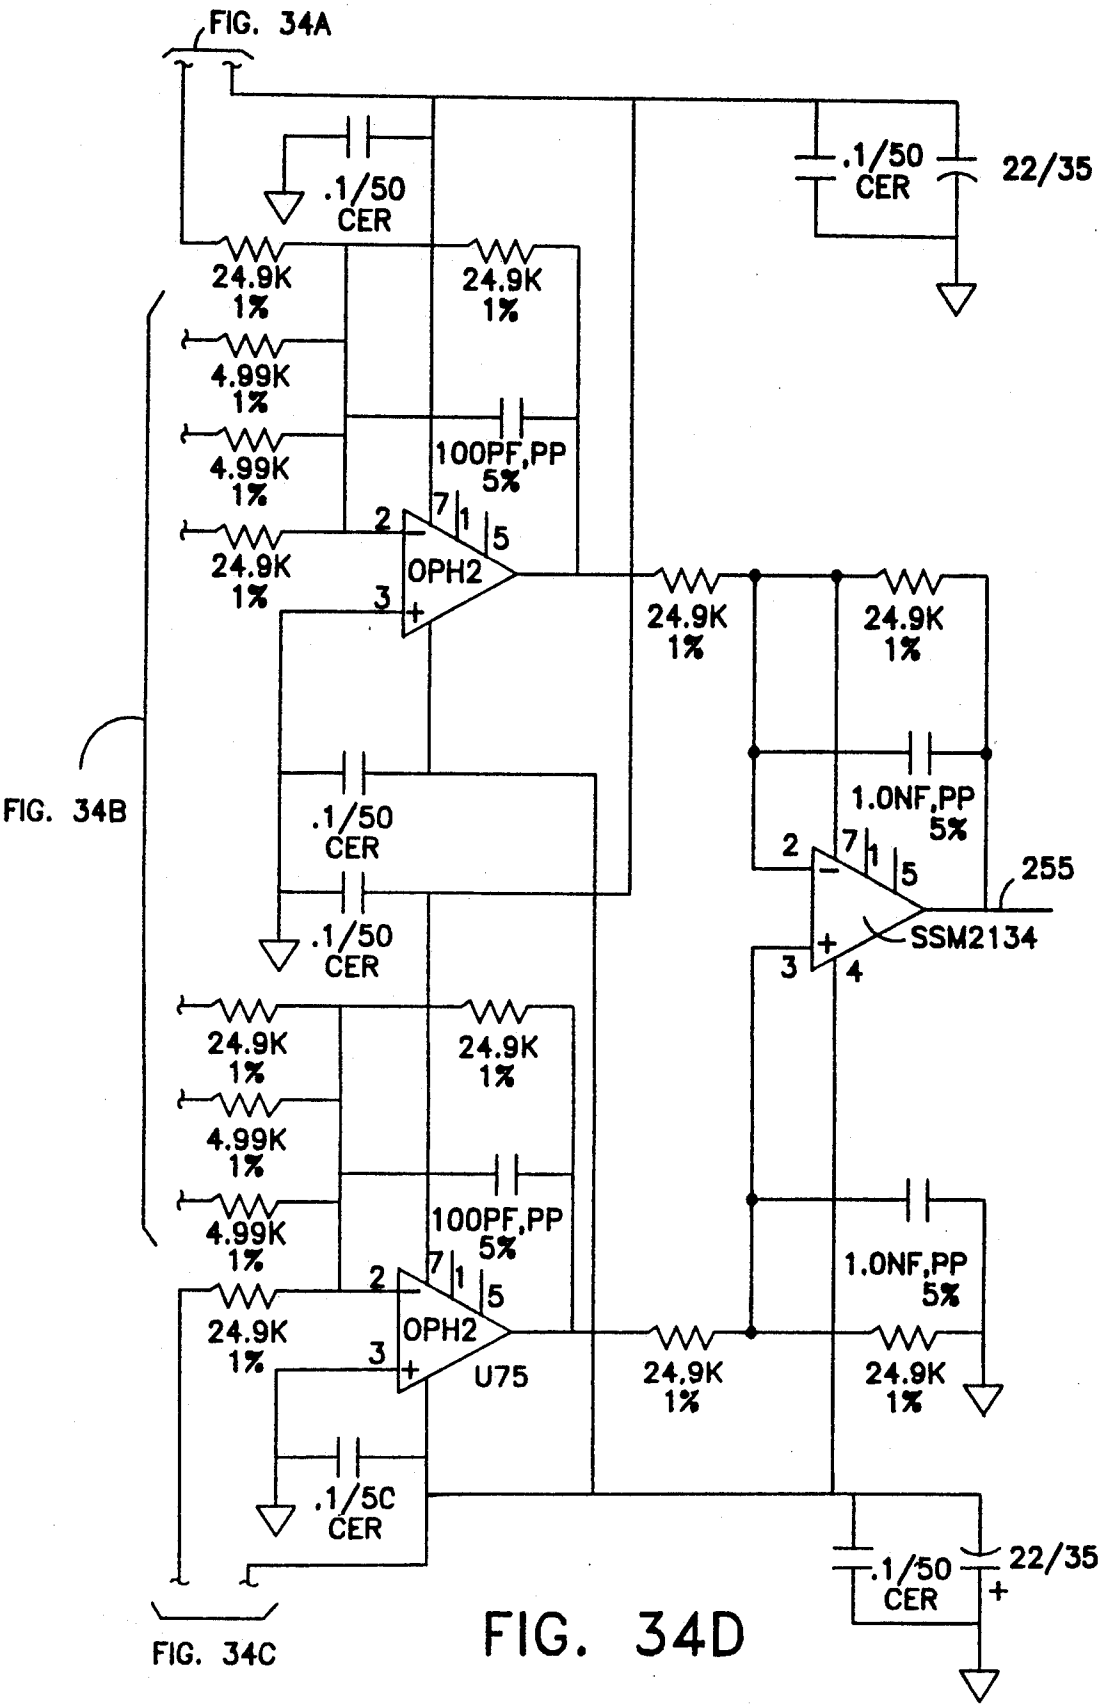 FIG. 34A
.1/50
CER
.1/50
CER
22/35
24.9K
1%
24.9K
1%
4.99K
1%
100PF,PP
5%
4.99K
1%
24.9K
1%
2
7
1
5
OPH2
3
+
24.9K
1%
24.9K
1%
FIG. 34B
.1/50
CER
1.0NF,PP
5%
2
7
1
5
255
SSM2134
+
3
4
.1/50
CER
24.9K
1%
24.9K
1%
4.99K
1%
4.99K
1%
100PF,PP
5%
2
7
1
5
OPH2
3
+
U75
24.9K
1%
1.0NF,PP
5%
24.9K
1%
24.9K
1%
.1/5C
CER
.1/50
CER
22/35
+
FIG. 34C
FIG. 34D